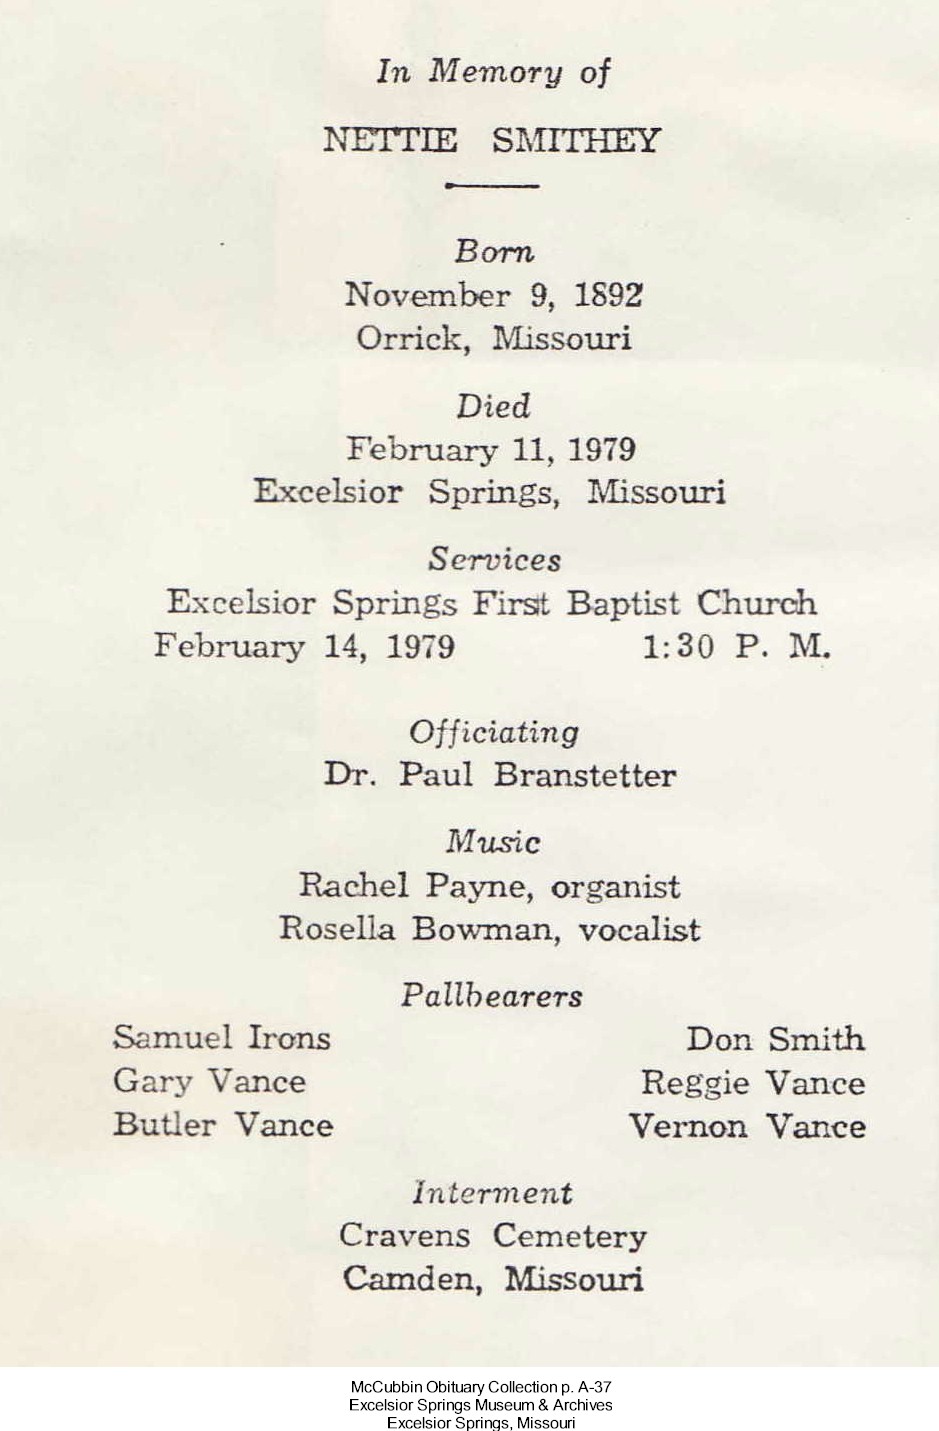 In Memory of
NETTIE SMITHEY
Born
November 9, 1892
Orrick, Missouri
Died
February 11, 1979
Excelsior Springs, Missouri
Services
Excelsior Springs First Baptist Church
February 14, 1979 1:30 P. M.
Officiating
Dr. Paul Branstetter
Music
Rachel Payne, organist
Rosella Bowman, vocalist
Pallbearers
Samuel Irons Don Smith
Gary Vance Reggie Vance
Butler Vance Vernon Vance
Interment
Cravens Cemetery
Camden, Missouri
McCubbin Obituary Collection p. A-37
Excelsior Springs Museum & Archives
Excelsior Springs, Missouri